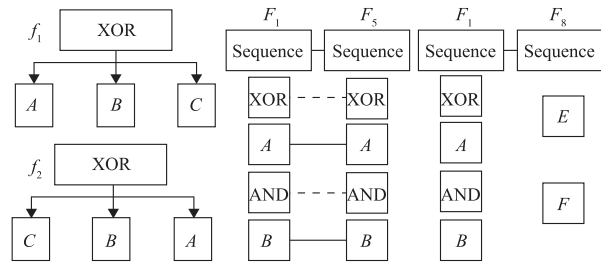 f₁ XOR
A B C
f₂ XOR
C B A
F₁ F₅ F₁ F₈
Sequence Sequence Sequence Sequence
XOR XOR XOR
E
A A A
AND AND AND
F
B B B